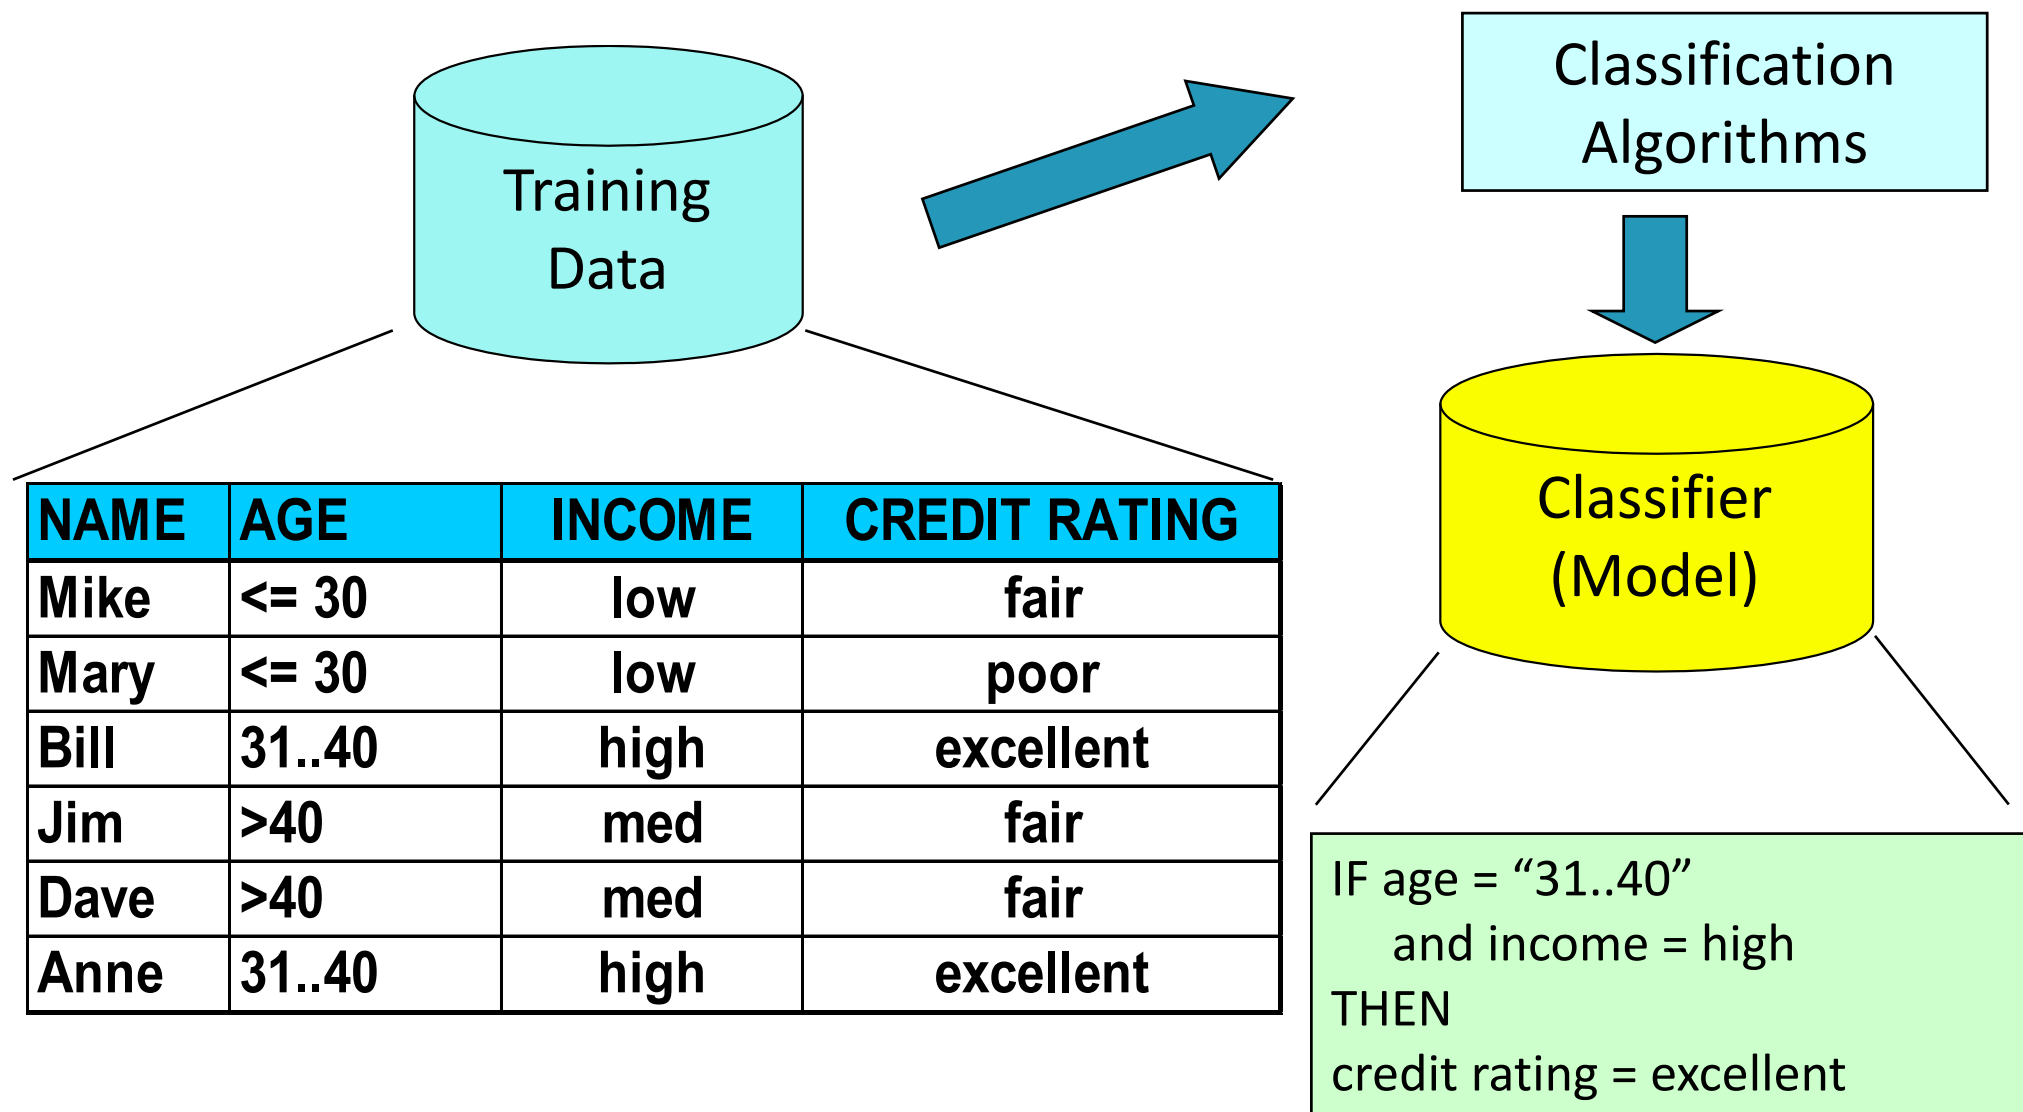 Training
Data
Classification
Algorithms
NAME AGE INCOME CREDIT RATING
Mike <= 30 low fair
Mary <= 30 low poor
Bill 31..40 high excellent
Jim >40 med fair
Dave >40 med fair
Anne 31..40 high excellent
Classifier
(Model)
IF age = “31..40”
and income = high
THEN
credit rating = excellent